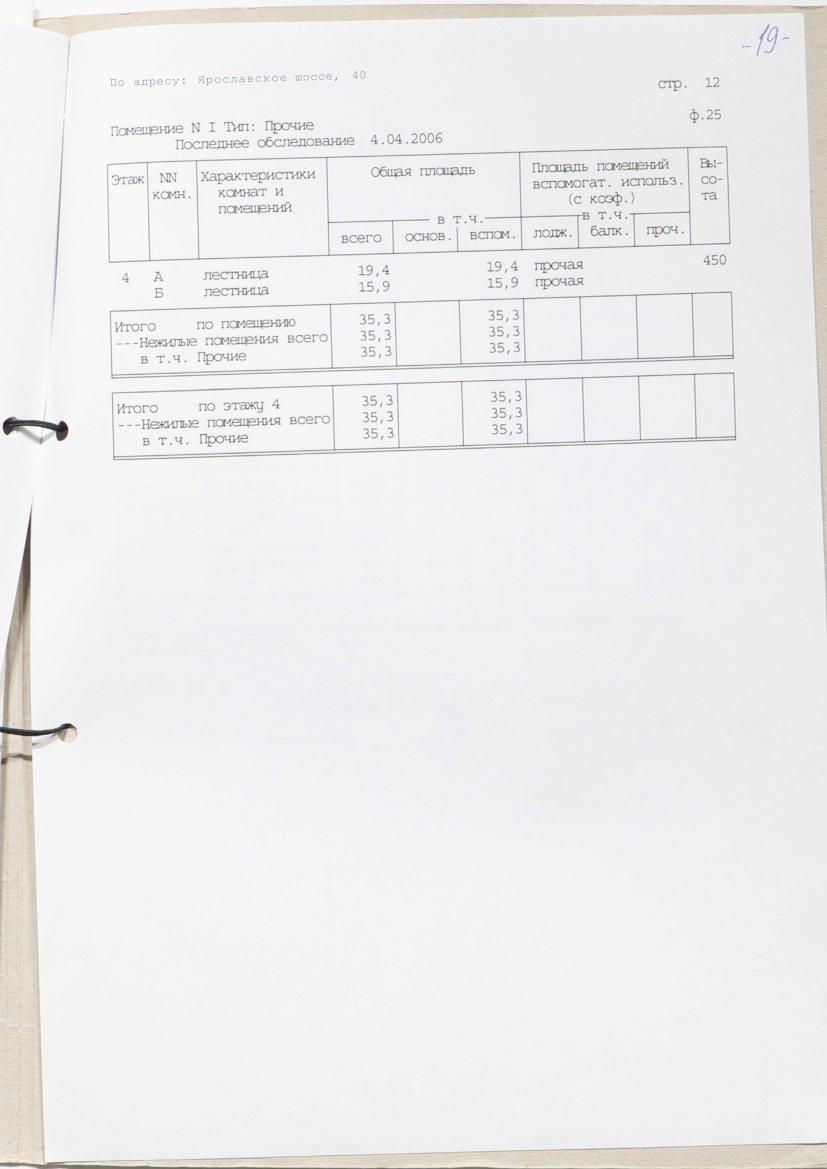 -19-
По адресу: Ярославское шоссе, 40
стр. 12
ф.25
Помещение N I Тип: Прочие
Последнее обследование 4.04.2006
Этаж NN комн. Характеристики комнат и помещений Общая площадь Площадь помещений вспомогат. использ. (с коэф.) Вы-со-та
в т.ч. в т.ч.
всего основ. вспом. лодж. балк. проч.
4 А лестница 19,4 19,4 прочая 450
Б лестница 15,9 15,9 прочая
Итого по помещению 35,3 35,3
---Нежилые помещения всего 35,3 35,3
в т.ч. Прочие 35,3 35,3
Итого по этажу 4 35,3 35,3
---Нежилые помещения всего 35,3 35,3
в т.ч. Прочие 35,3 35,3